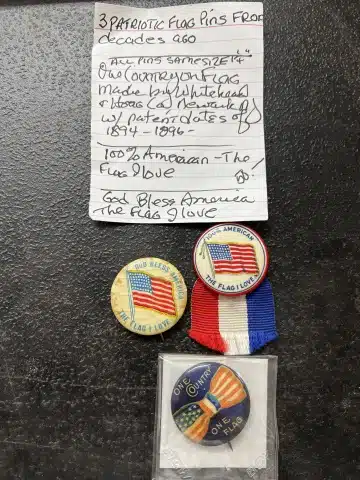 3 PATRIOTIC FLAG PINS FROM
decades ago
ALL PINS SAME SIZE 1 1/4"
One COUNTRY ONE FLAG
made by Whitehead
& Hoag Co Newark NJ
w/ patent dates of
1894 - 1896 -
100% American - The
Flag I love
God Bless America
The Flag I love
100% AMERICAN
THE FLAG I LOVE
GOD BLESS AMERICA
THE FLAG I LOVE
ONE COUNTRY
ONE FLAG